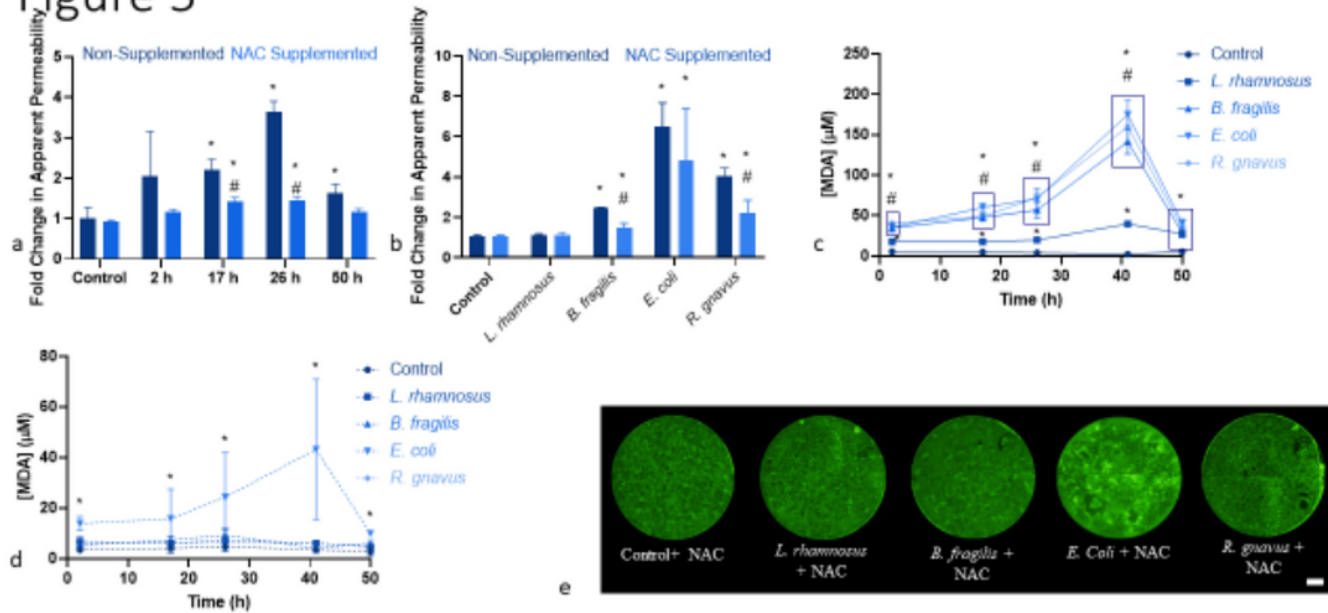 Figure 5
Fold Change in Apparent Permeability
5
4
3
2
1
0
Non-Supplemented NAC Supplemented
* * * # * # *
Control 2 h 17 h 26 h 50 h
a
Fold Change in Apparent Permeability
10
8
6
4
2
0
Non-Supplemented NAC Supplemented
* * # * * * * #
Control L. rhamnosus B. fragilis E. coli R. gnavus
b
[MDA] (μM)
250
200
150
100
50
0
* # * # * # * # *
* * * *
0 10 20 30 40 50
Time (h)
Control
L. rhamnosus
B. fragilis
E. coli
R. gnavus
c
[MDA] (μM)
80
60
40
20
0
* * * * *
0 10 20 30 40 50
Time (h)
Control
L. rhamnosus
B. fragilis
E. coli
R. gnavus
d
Control+ NAC
L. rhamnosus
+ NAC
B. fragilis +
NAC
E. Coli + NAC
R. gnavus +
NAC
e